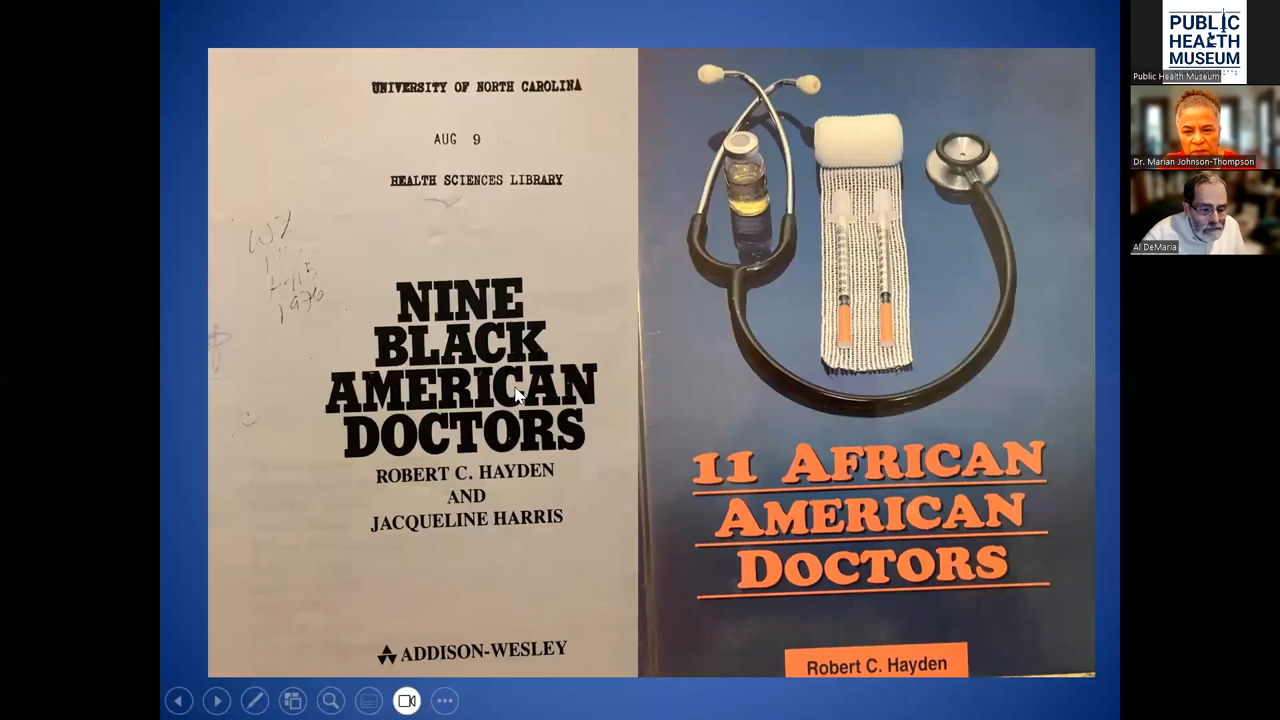 UNIVERSITY OF NORTH CAROLINA
AUG 9
HEALTH SCIENCES LIBRARY
NINE
BLACK
AMERICAN
DOCTORS
ROBERT C. HAYDEN
AND
JACQUELINE HARRIS
ADDISON-WESLEY
11 AFRICAN
AMERICAN
DOCTORS
Robert C. Hayden
PUBLIC
HEALTH
MUSEUM
Public Health Museum
Dr. Marian Johnson-Thompson
Al DeMaria